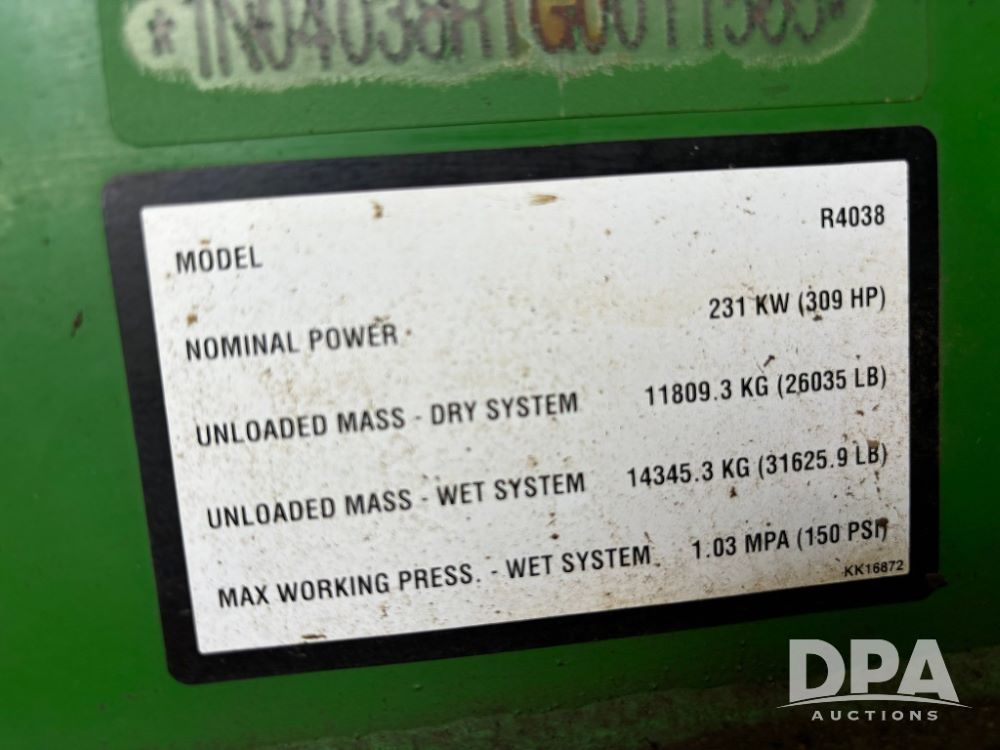 *1N04038R
MODEL R4038
NOMINAL POWER 231 KW (309 HP)
UNLOADED MASS - DRY SYSTEM 11809.3 KG (26035 LB)
UNLOADED MASS - WET SYSTEM 14345.3 KG (31625.9 LB)
MAX WORKING PRESS. - WET SYSTEM 1.03 MPA (150 PSI)
KK16872
DPA
AUCTIONS